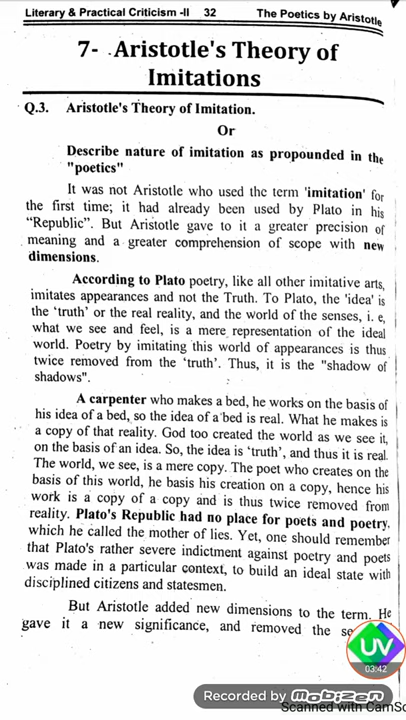 Literary & Practical Criticism -II 32 The Poetics by Aristotle
7- .Aristotle's Theory of
Imitations
Q.3. Aristotle's Theory of Imitation.
Or
Describe nature of imitation as propounded in the
"poetics"
It was not Aristotle who used the term 'imitation' for
the first time; it had already been used by Plato in his
"Republic". But Aristotle gave to it a greater precision of
meaning and a greater comprehension of scope with new
dimensions.
According to Plato poetry, like all other imitative arts,
imitates appearances and not the Truth. To Plato, the 'idea' is
the 'truth' or the real reality, and the world of the senses, i. e,
what we see and feel, is a mere representation of the ideal
world. Poetry by imitating this world of appearances is thus
twice removed from the 'truth'. Thus, it is the "shadow of
shadows".
A carpenter who makes a bed, he works on the basis of
his idea of a bed, so the idea of a bed is real. What he makes is
a copy of that reality. God too created the world as we see it,
on the basis of an idea. So, the idea is 'truth', and thus it is real.
The world, we see, is a mere copy. The poet who creates on the
basis of this world, he basis his creation on a copy, hence his
work is a copy of a copy and is thus twice removed from
reality. Plato's Republic had no place for poets and poetry,
which he called the mother of lies. Yet, one should remember
that Plato's rather severe indictment against poetry and poets
was made in a particular context, to build an ideal state with
disciplined citizens and statesmen.
But Aristotle added new dimensions to the term. He
gave it a new significance, and removed the
UV
03:42
Recorded by mobizen
Scanned with CamSc